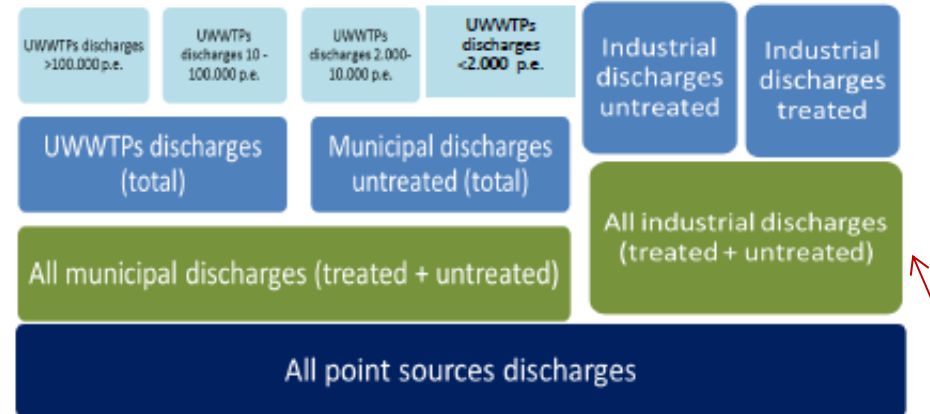 UWWTPs discharges
>100.000 p.e.
UWWTPs
discharges 10 -
100.000 p.e.
UWWTPs
discharges 2.000-
10.000 p.e.
UWWTPs
discharges
<2.000 p.e.
Industrial
discharges
untreated
Industrial
discharges
treated
UWWTPs discharges
(total)
Municipal discharges
untreated (total)
All industrial discharges
(treated + untreated)
All municipal discharges (treated + untreated)
All point sources discharges